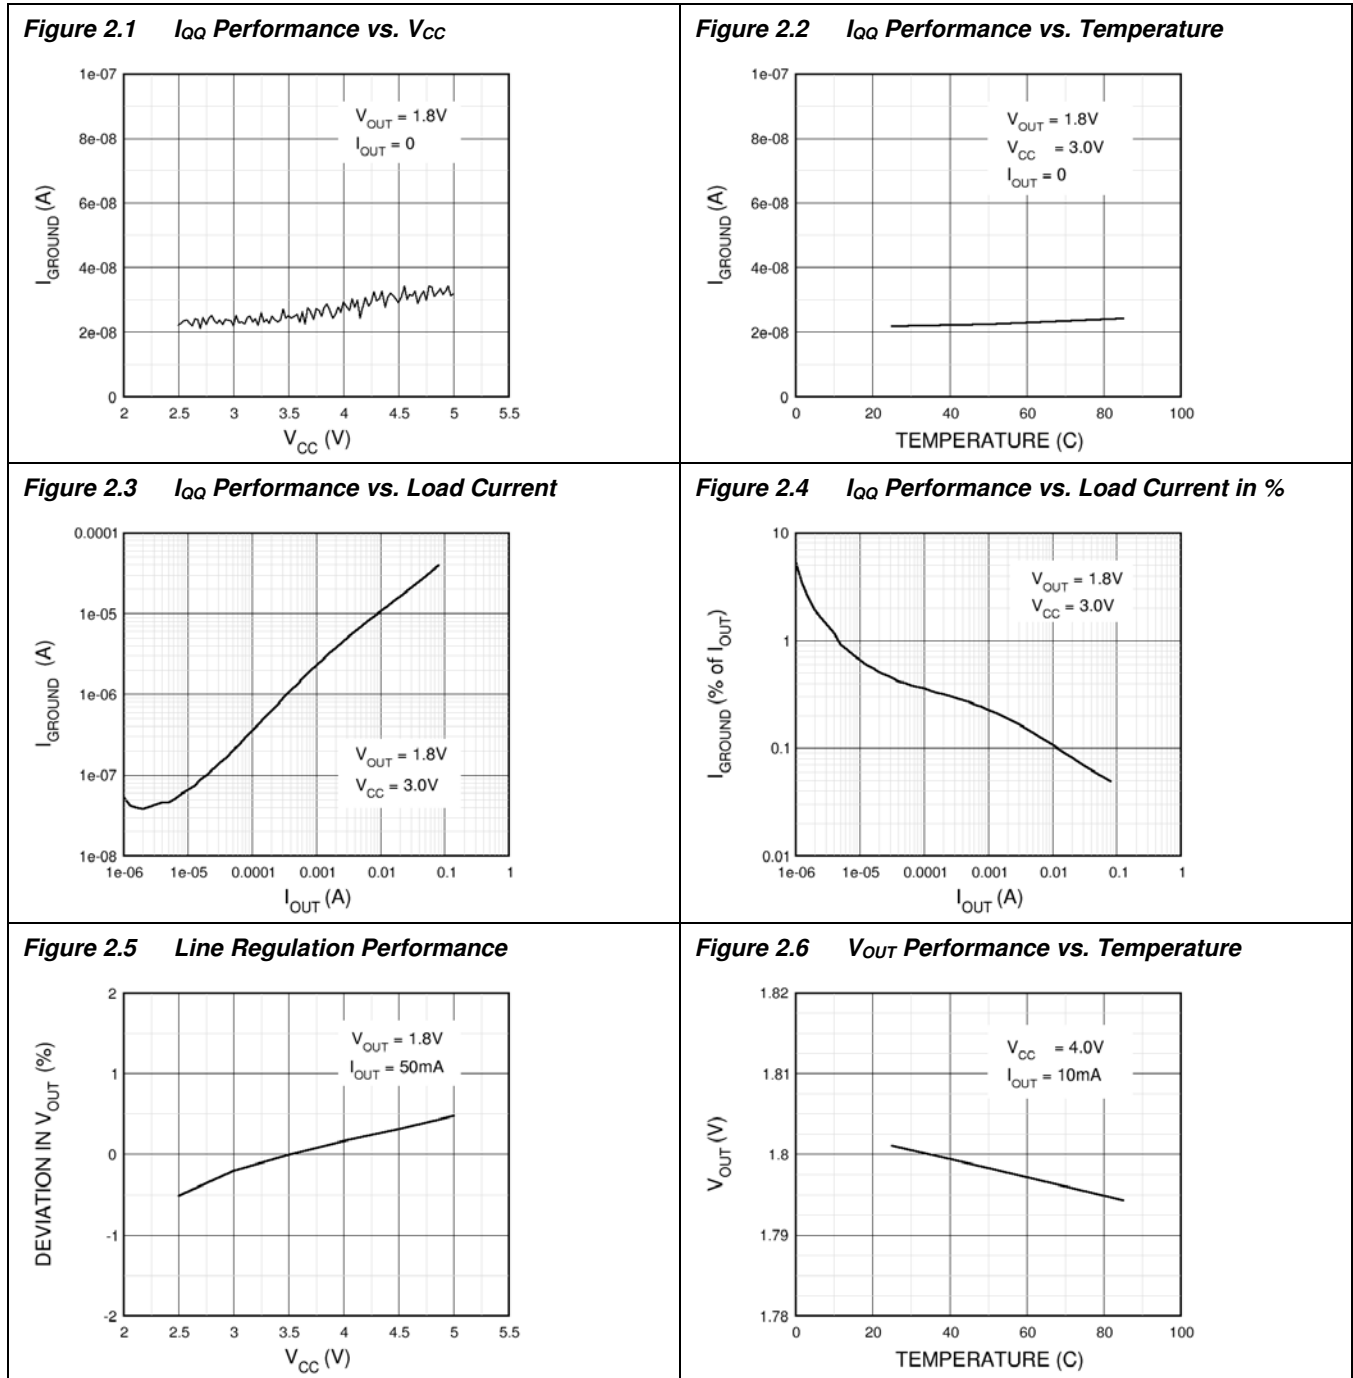 Figure 2.1 IQQ Performance vs. VCC
1e-07
8e-08
6e-08
4e-08
2e-08
0
IGROUND (A)
VOUT = 1.8V
IOUT = 0
2 2.5 3 3.5 4 4.5 5 5.5
VCC (V)
Figure 2.2 IQQ Performance vs. Temperature
1e-07
8e-08
6e-08
4e-08
2e-08
0
IGROUND (A)
VOUT = 1.8V
VCC = 3.0V
IOUT = 0
0 20 40 60 80 100
TEMPERATURE (C)
Figure 2.3 IQQ Performance vs. Load Current
0.0001
1e-05
1e-06
1e-07
1e-08
IGROUND (A)
VOUT = 1.8V
VCC = 3.0V
1e-06 1e-05 0.0001 0.001 0.01 0.1 1
IOUT (A)
Figure 2.4 IQQ Performance vs. Load Current in %
10
1
0.1
0.01
IGROUND (% of IOUT)
VOUT = 1.8V
VCC = 3.0V
1e-06 1e-05 0.0001 0.001 0.01 0.1 1
IOUT (A)
Figure 2.5 Line Regulation Performance
2
1
0
-1
-2
DEVIATION IN VOUT (%)
VOUT = 1.8V
IOUT = 50mA
2 2.5 3 3.5 4 4.5 5 5.5
VCC (V)
Figure 2.6 VOUT Performance vs. Temperature
1.82
1.81
1.8
1.79
1.78
VOUT (V)
VCC = 4.0V
IOUT = 10mA
0 20 40 60 80 100
TEMPERATURE (C)